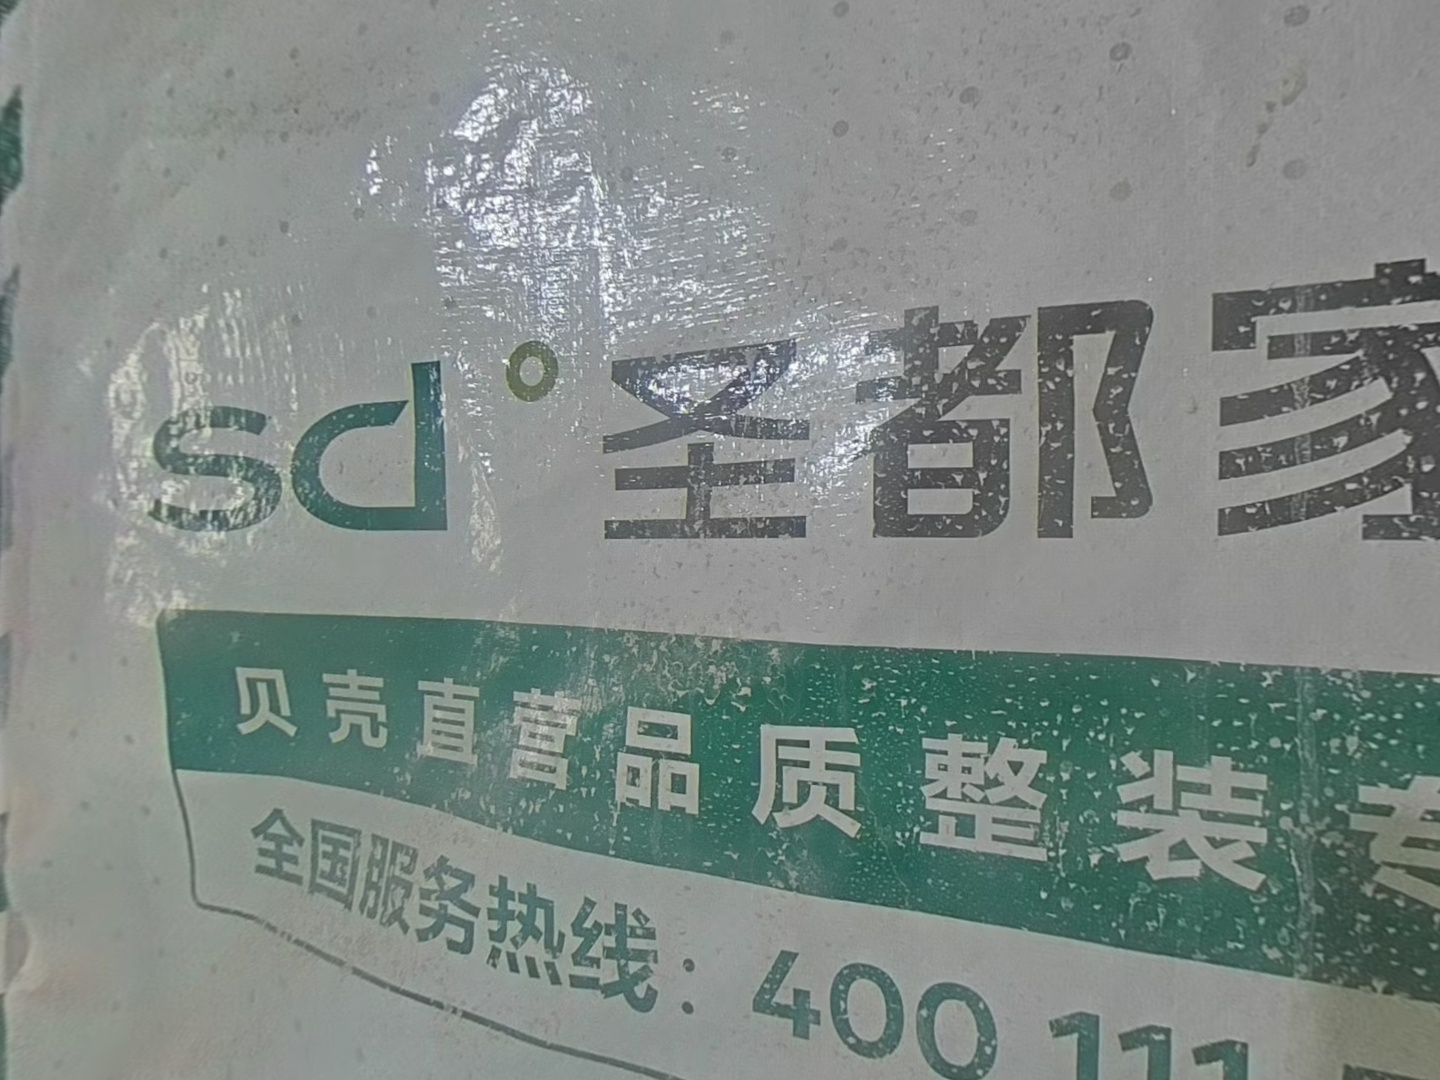 sd° 圣都家
贝壳直营品质整装专
全国服务热线：400 111